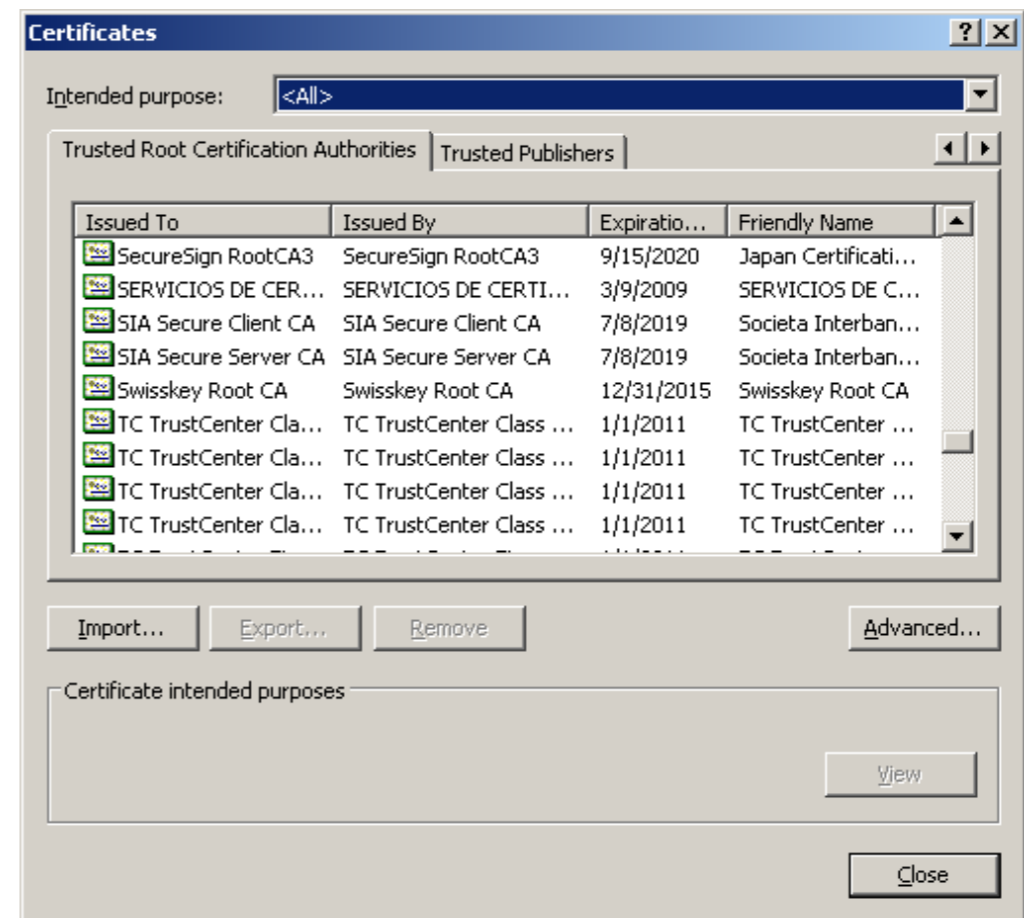 Certificates
Intended purpose: <All>
Trusted Root Certification Authorities Trusted Publishers
Issued To Issued By Expiratio... Friendly Name
SecureSign RootCA3 SecureSign RootCA3 9/15/2020 Japan Certificati...
SERVICIOS DE CER... SERVICIOS DE CERTI... 3/9/2009 SERVICIOS DE C...
SIA Secure Client CA SIA Secure Client CA 7/8/2019 Societa Interban...
SIA Secure Server CA SIA Secure Server CA 7/8/2019 Societa Interban...
Swisskey Root CA Swisskey Root CA 12/31/2015 Swisskey Root CA
TC TrustCenter Cla... TC TrustCenter Class ... 1/1/2011 TC TrustCenter ...
TC TrustCenter Cla... TC TrustCenter Class ... 1/1/2011 TC TrustCenter ...
TC TrustCenter Cla... TC TrustCenter Class ... 1/1/2011 TC TrustCenter ...
TC TrustCenter Cla... TC TrustCenter Class ... 1/1/2011 TC TrustCenter ...
Import... Export... Remove Advanced...
Certificate intended purposes
View
Close